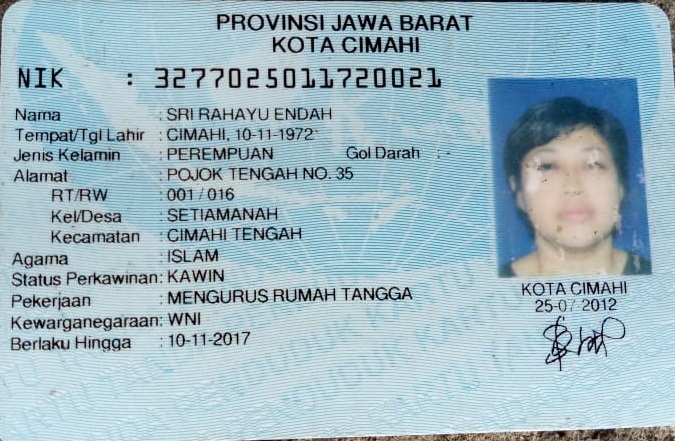 PROVINSI JAWA BARAT
KOTA CIMAHI
NIK : 3277025011720021
Nama : SRI RAHAYU ENDAH
Tempat/Tgl Lahir : CIMAHI, 10-11-1972
Jenis Kelamin : PEREMPUAN Gol Darah : -
Alamat : POJOK TENGAH NO. 35
RT/RW : 001 / 016
Kel/Desa : SETIAMANAH
Kecamatan : CIMAHI TENGAH
Agama : ISLAM
Status Perkawinan: KAWIN
Pekerjaan : MENGURUS RUMAH TANGGA
Kewarganegaraan: WNI
Berlaku Hingga : 10-11-2017
KOTA CIMAHI
25-07-2012